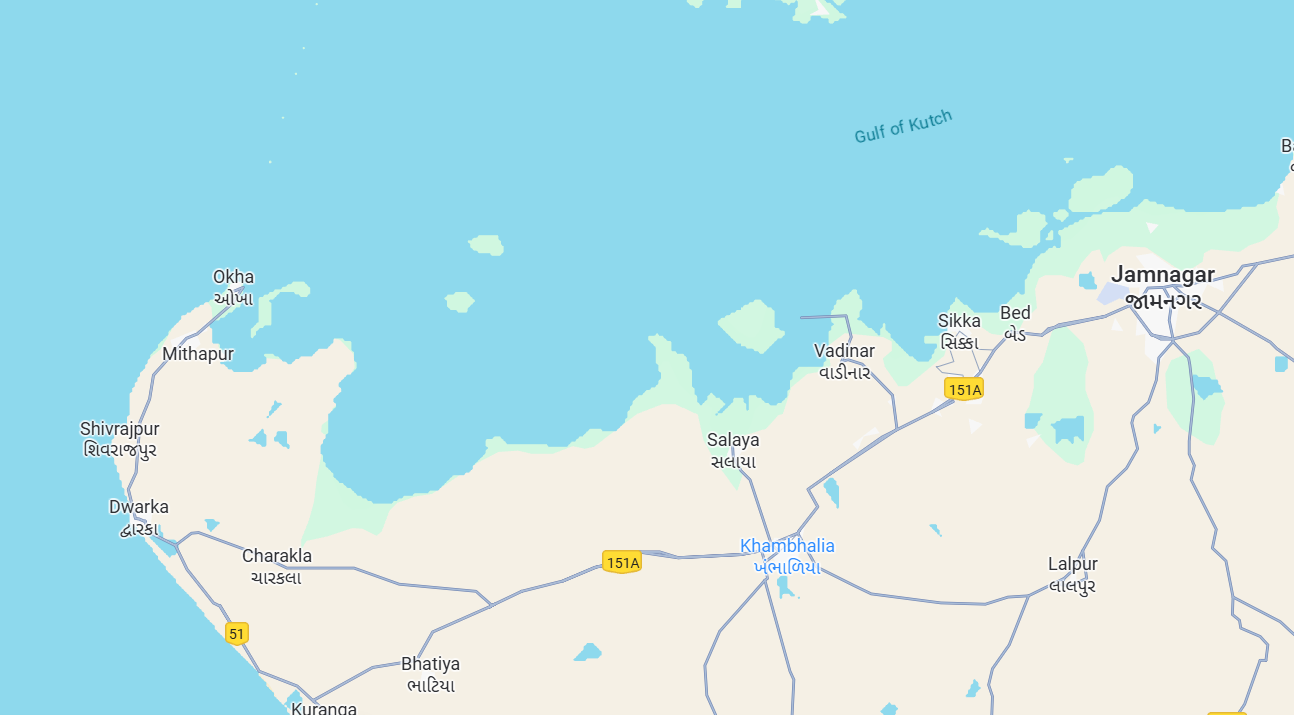 Gulf of Kutch
Okha
ઓખા
Jamnagar
જામનગર
Bed
બેડ
Sikka
સિક્કા
Mithapur
Vadinar
વાડીનાર
151A
Shivrajpur
શિવરાજપુર
Salaya
સલાયા
Dwarka
દ્વારકા
Khambhalia
ખંભાળિયા
Charakla
ચારકલા
151A
Lalpur
લાલપુર
51
Bhatiya
ભાટિયા
Kuranga